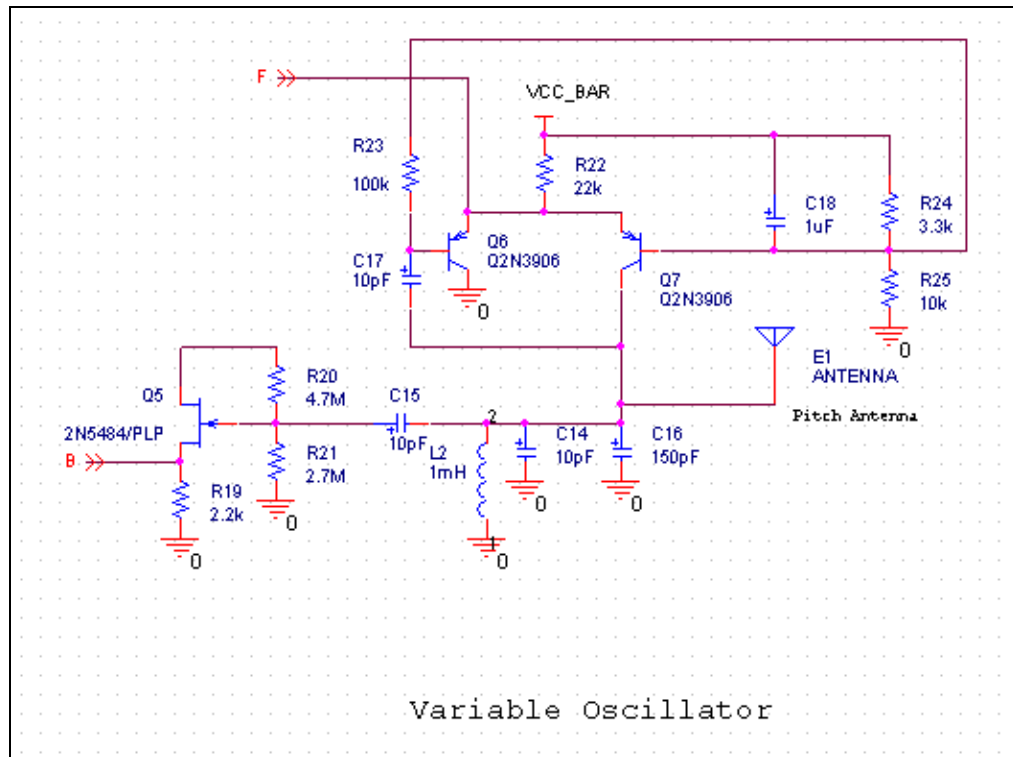 F
VCC_BAR
R23
100k
R22
22k
C18
1uF
R24
3.3k
Q6
Q2N3906
C17
10pF
0
Q7
Q2N3906
R25
10k
0
E1
ANTENNA
Pitch Antenna
Q5
2N5484/PLP
R20
4.7M
C15
10pF
2
L2
1mH
C14
10pF
C16
150pF
B
R21
2.7M
R19
2.2k
0
0
0
0
1
0
Variable Oscillator